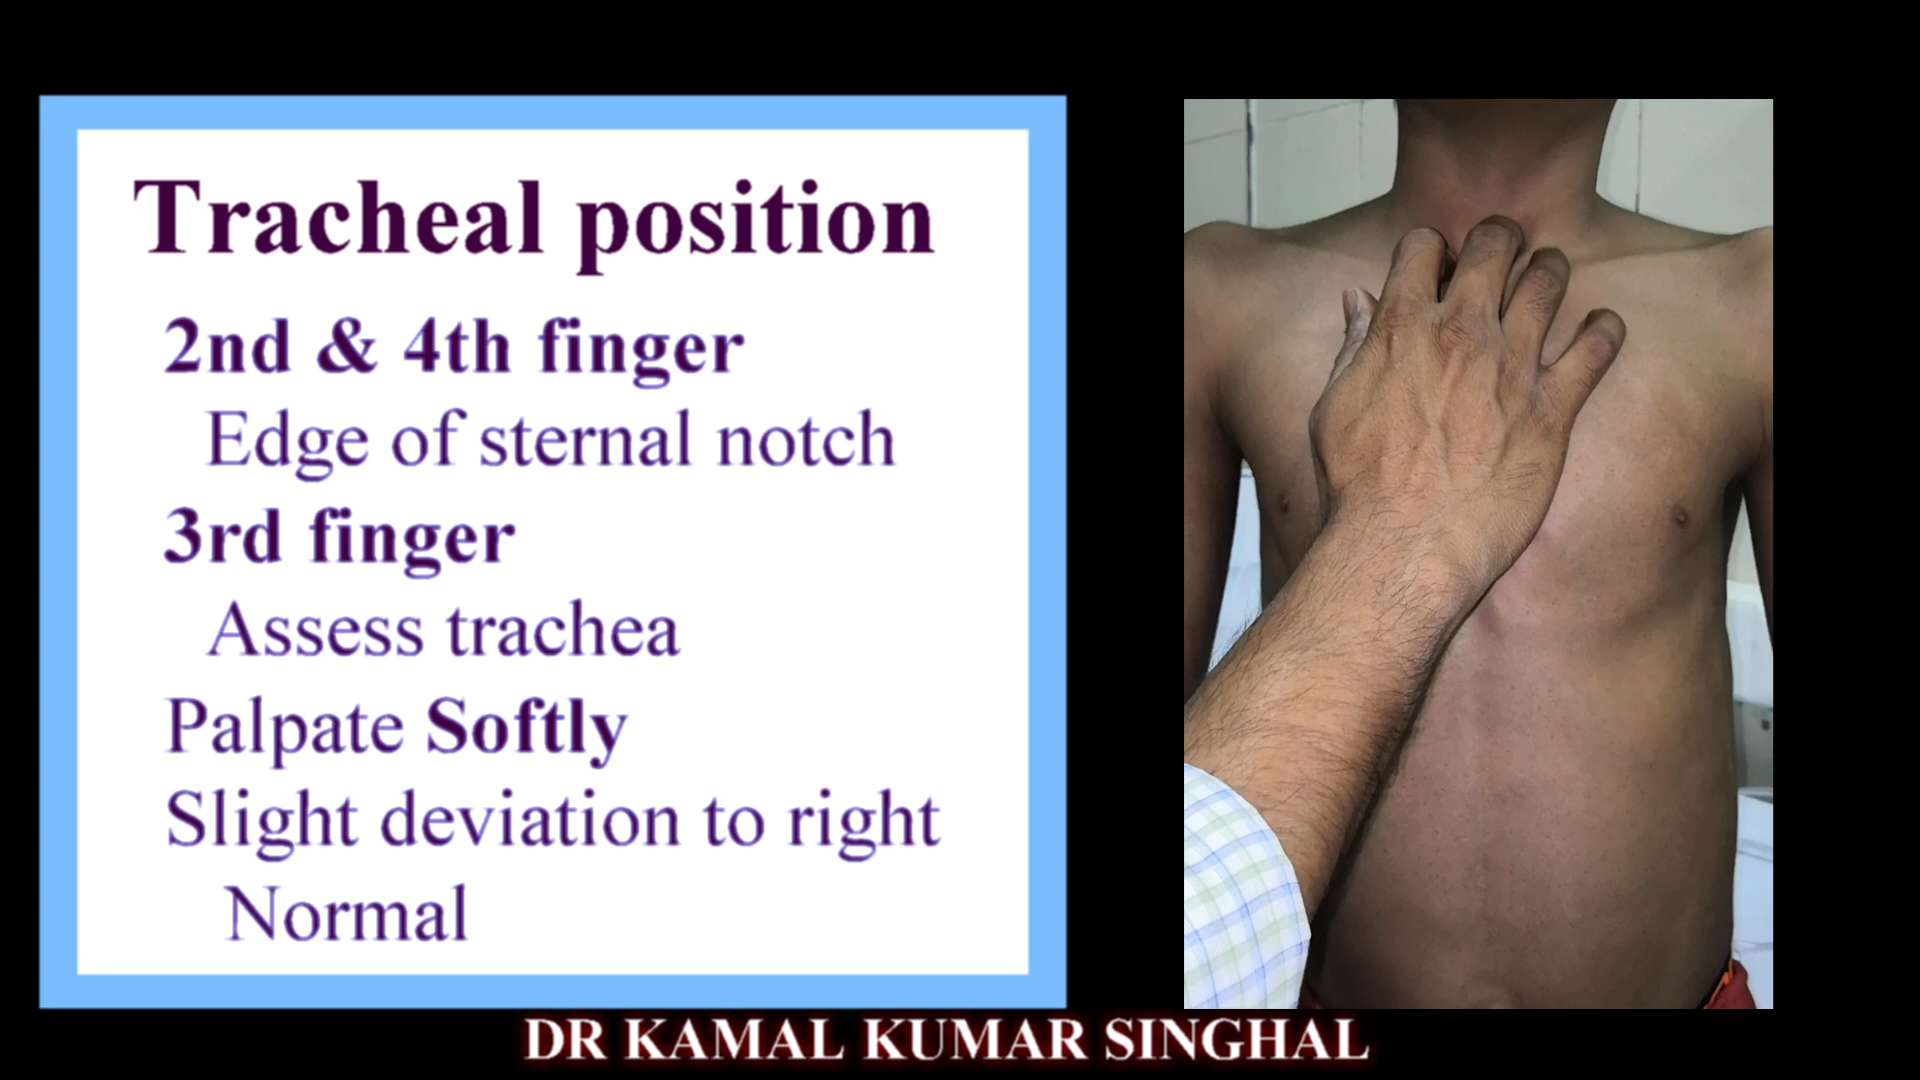 Tracheal position
2nd & 4th finger
Edge of sternal notch
3rd finger
Assess trachea
Palpate Softly
Slight deviation to right
Normal
DR KAMAL KUMAR SINGHAL